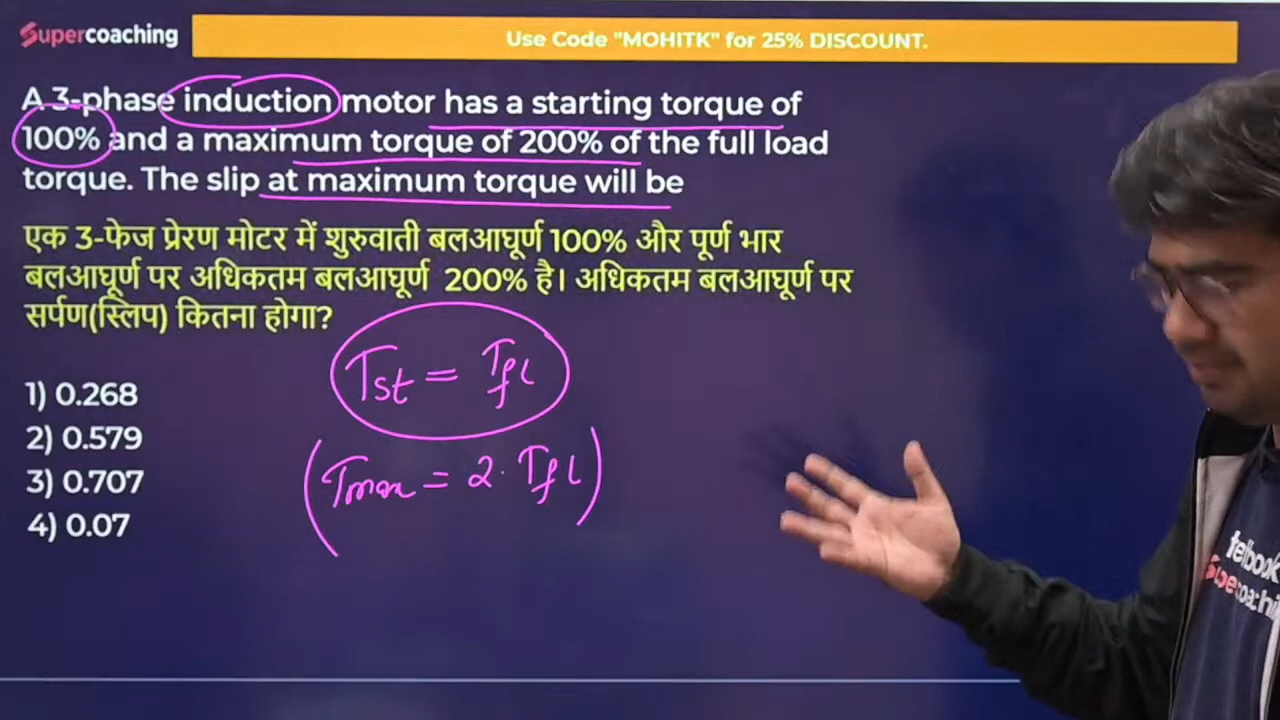 Supercoaching
Use Code "MOHITK" for 25% DISCOUNT.
A 3-phase induction motor has a starting torque of
100% and a maximum torque of 200% of the full load
torque. The slip at maximum torque will be
एक 3-फेज प्रेरण मोटर में शुरुवाती बलआघूर्ण 100% और पूर्ण भार
बलआघूर्ण पर अधिकतम बलआघूर्ण 200% है। अधिकतम बलआघूर्ण पर
सर्पण(स्लिप) कितना होगा?
1) 0.268
2) 0.579
3) 0.707
4) 0.07
Tst = TfL
(Tmax = 2 · TfL)